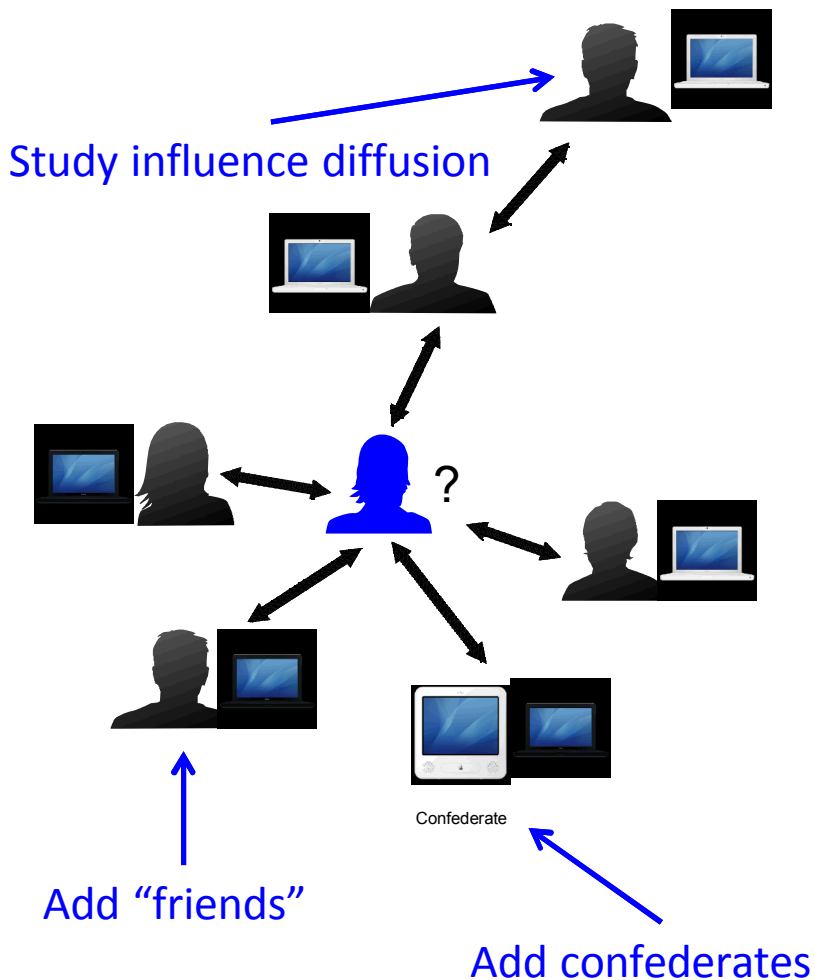 Study influence diffusion
?
Confederate
Add “friends”
Add confederates